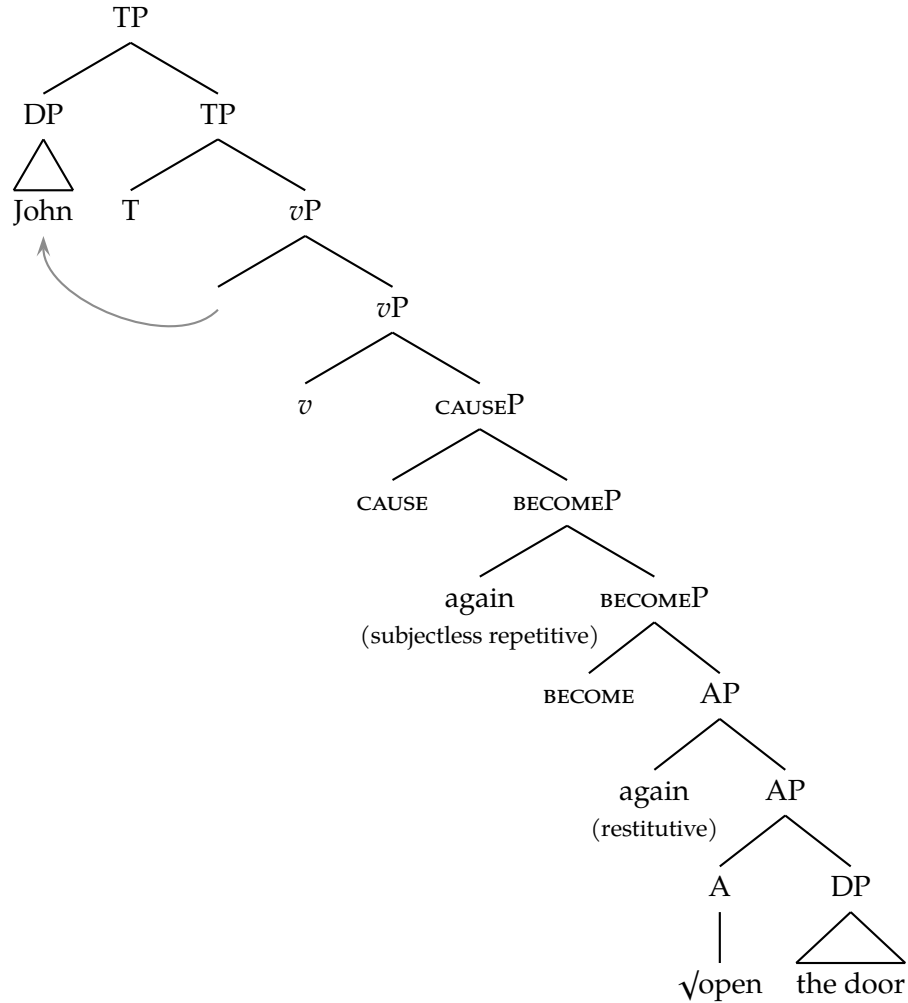 TP
DP TP
John T vP
vP
v CAUSEP
CAUSE BECOMEP
again BECOMEP
(subjectless repetitive)
BECOME AP
again AP
(restitutive)
A DP
√open the door